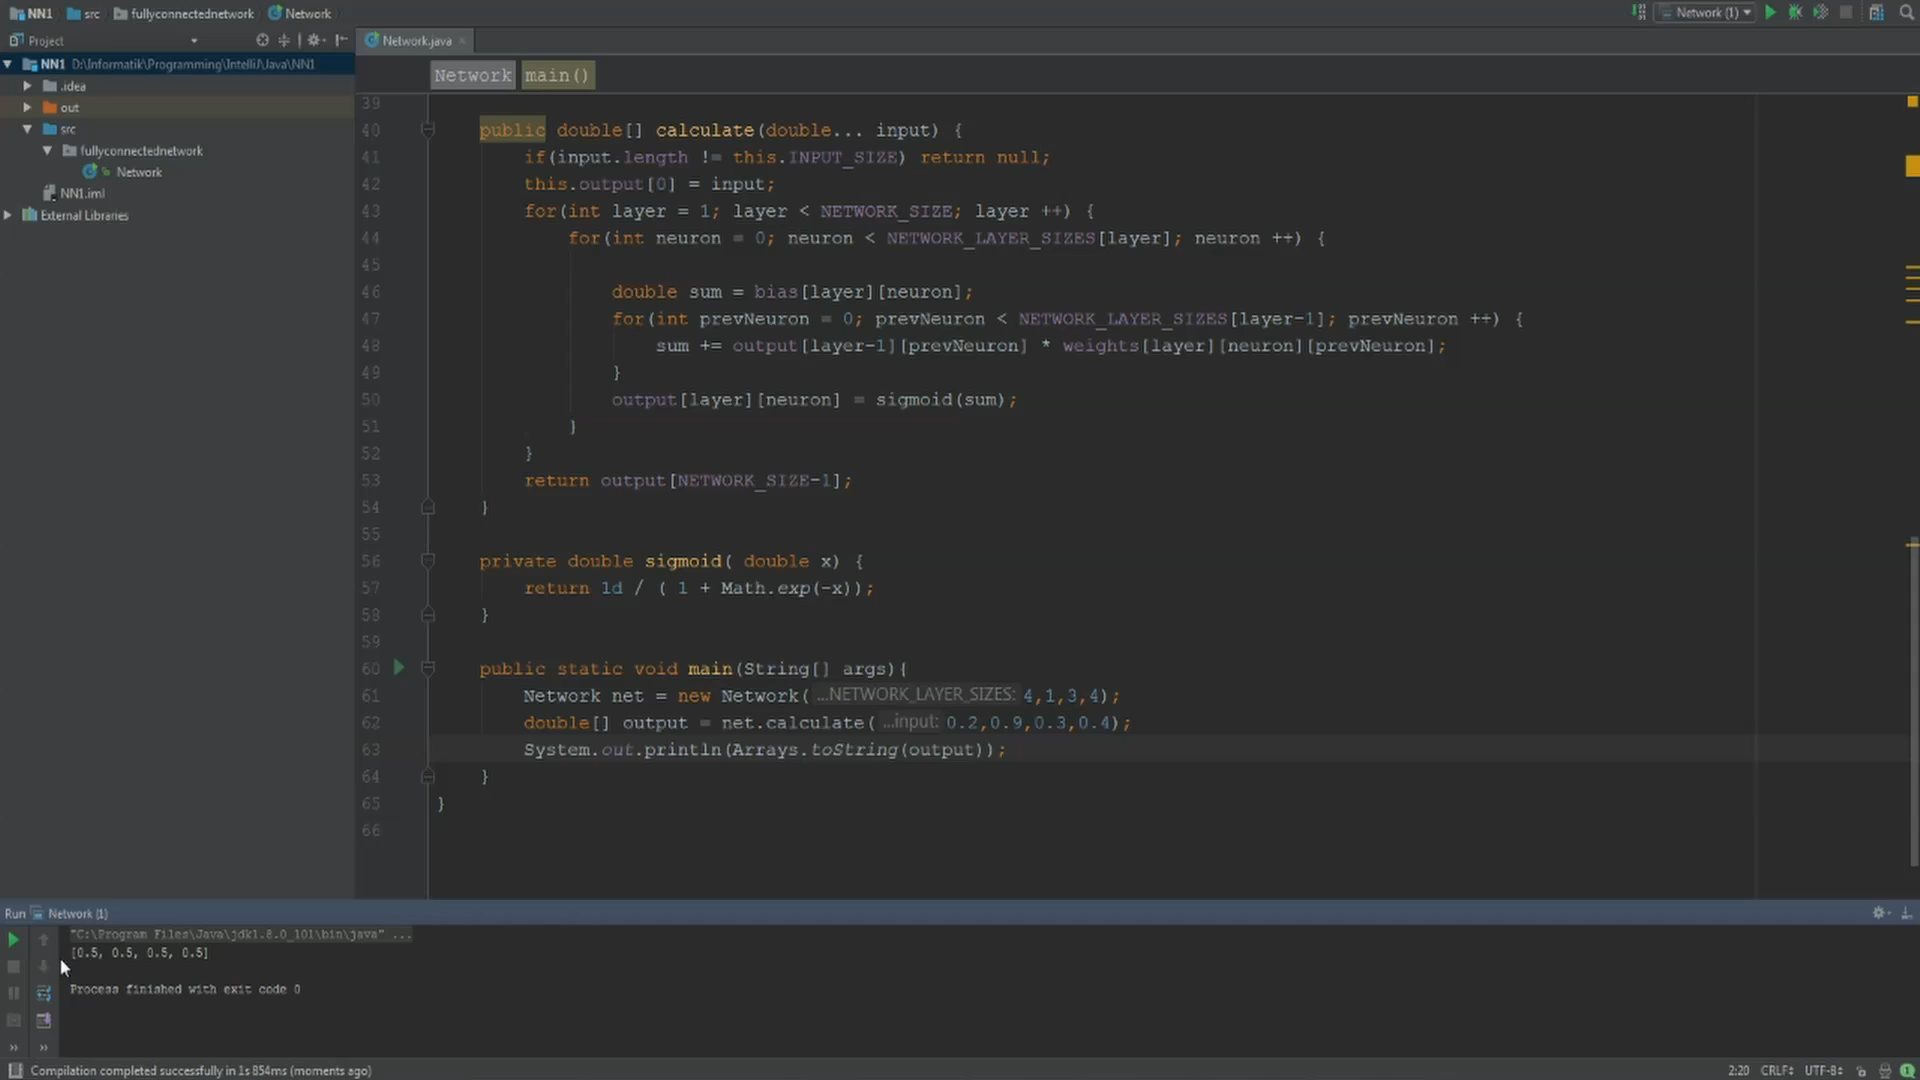 NN1 src fullyconnectednetwork Network
Network (1)
Project
Network.java
NN1 D:\Informatik\Programming\IntelliJ\Java\NN1
.idea
out
src
fullyconnectednetwork
Network
NN1.iml
External Libraries
Network main()
39
40 public double[] calculate(double... input) {
41 if(input.length != this.INPUT_SIZE) return null;
42 this.output[0] = input;
43 for(int layer = 1; layer < NETWORK_SIZE; layer ++) {
44 for(int neuron = 0; neuron < NETWORK_LAYER_SIZES[layer]; neuron ++) {
45
46 double sum = bias[layer][neuron];
47 for(int prevNeuron = 0; prevNeuron < NETWORK_LAYER_SIZES[layer-1]; prevNeuron ++) {
48 sum += output[layer-1][prevNeuron] * weights[layer][neuron][prevNeuron];
49 }
50 output[layer][neuron] = sigmoid(sum);
51 }
52 }
53 return output[NETWORK_SIZE-1];
54 }
55
56 private double sigmoid( double x) {
57 return 1d / ( 1 + Math.exp(-x));
58 }
59
60 public static void main(String[] args){
61 Network net = new Network( ...NETWORK_LAYER_SIZES: 4,1,3,4);
62 double[] output = net.calculate( ...input: 0.2,0.9,0.3,0.4);
63 System.out.println(Arrays.toString(output));
64 }
65 }
66
Run Network (1)
"C:\Program Files\Java\jdk1.8.0_101\bin\java" ...
[0.5, 0.5, 0.5, 0.5]
Process finished with exit code 0
Compilation completed successfully in 1s 854ms (moments ago)
2:20 CRLF UTF-8